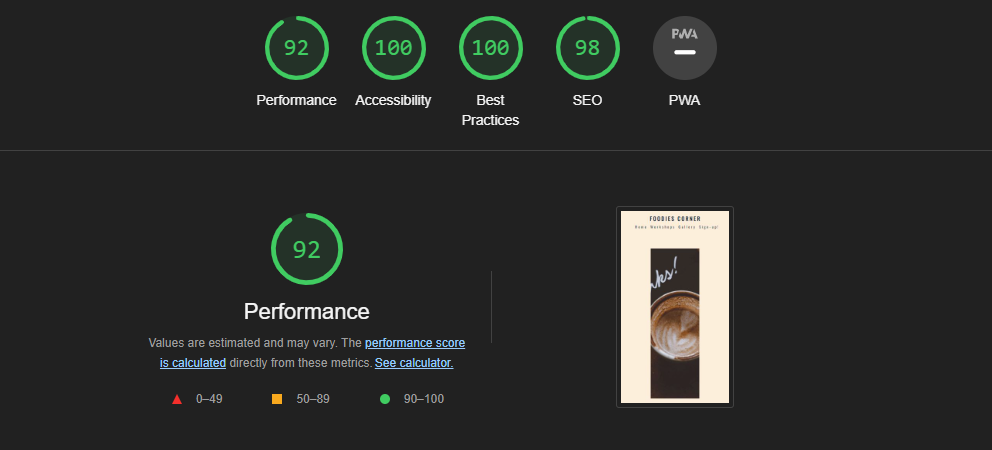 92 100 100 98 PWA
Performance Accessibility Best Practices SEO PWA
92
FOODIES CORNER
Home Workshops Gallery Sign-up!
Performance
Values are estimated and may vary. The performance score
is calculated directly from these metrics. See calculator.
0–49 50–89 90–100